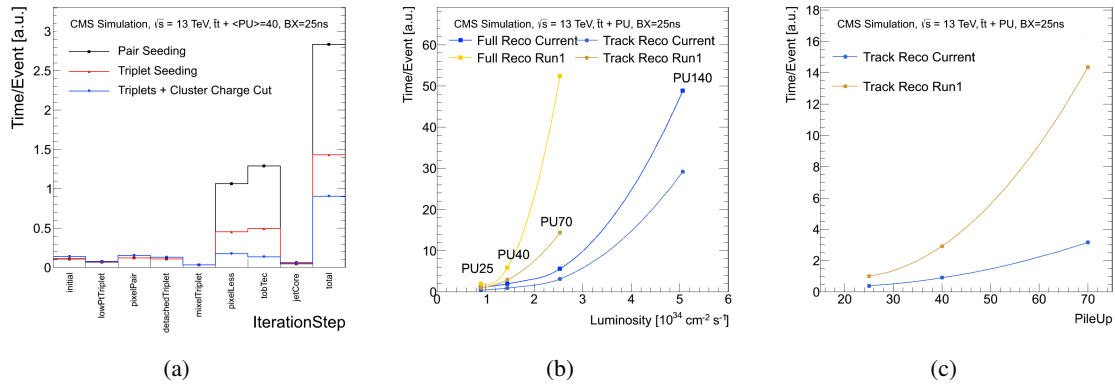 CMS Simulation, √s = 13 TeV, tt̄ + <PU>=40, BX=25ns
Time/Event [a.u.]
3
2.5
2
1.5
1
0.5
0
Pair Seeding
Triplet Seeding
Triplets + Cluster Charge Cut
initial
lowPtTriplet
pixelPair
detachedTriplet
mixedTriplet
pixelLess
tobTec
jetCore
total
IterationStep
(a)
CMS Simulation, √s = 13 TeV, tt̄ + PU, BX=25ns
Time/Event [a.u.]
60
50
40
30
20
10
0
Full Reco Current
Track Reco Current
Full Reco Run1
Track Reco Run1
PU140
PU70
PU40
PU25
0 1 2 3 4 5 6
Luminosity [10³⁴ cm⁻² s⁻¹]
(b)
CMS Simulation, √s = 13 TeV, tt̄ + PU, BX=25ns
Time/Event [a.u.]
18
16
14
12
10
8
6
4
2
0
Track Reco Current
Track Reco Run1
20 30 40 50 60 70
PileUp
(c)